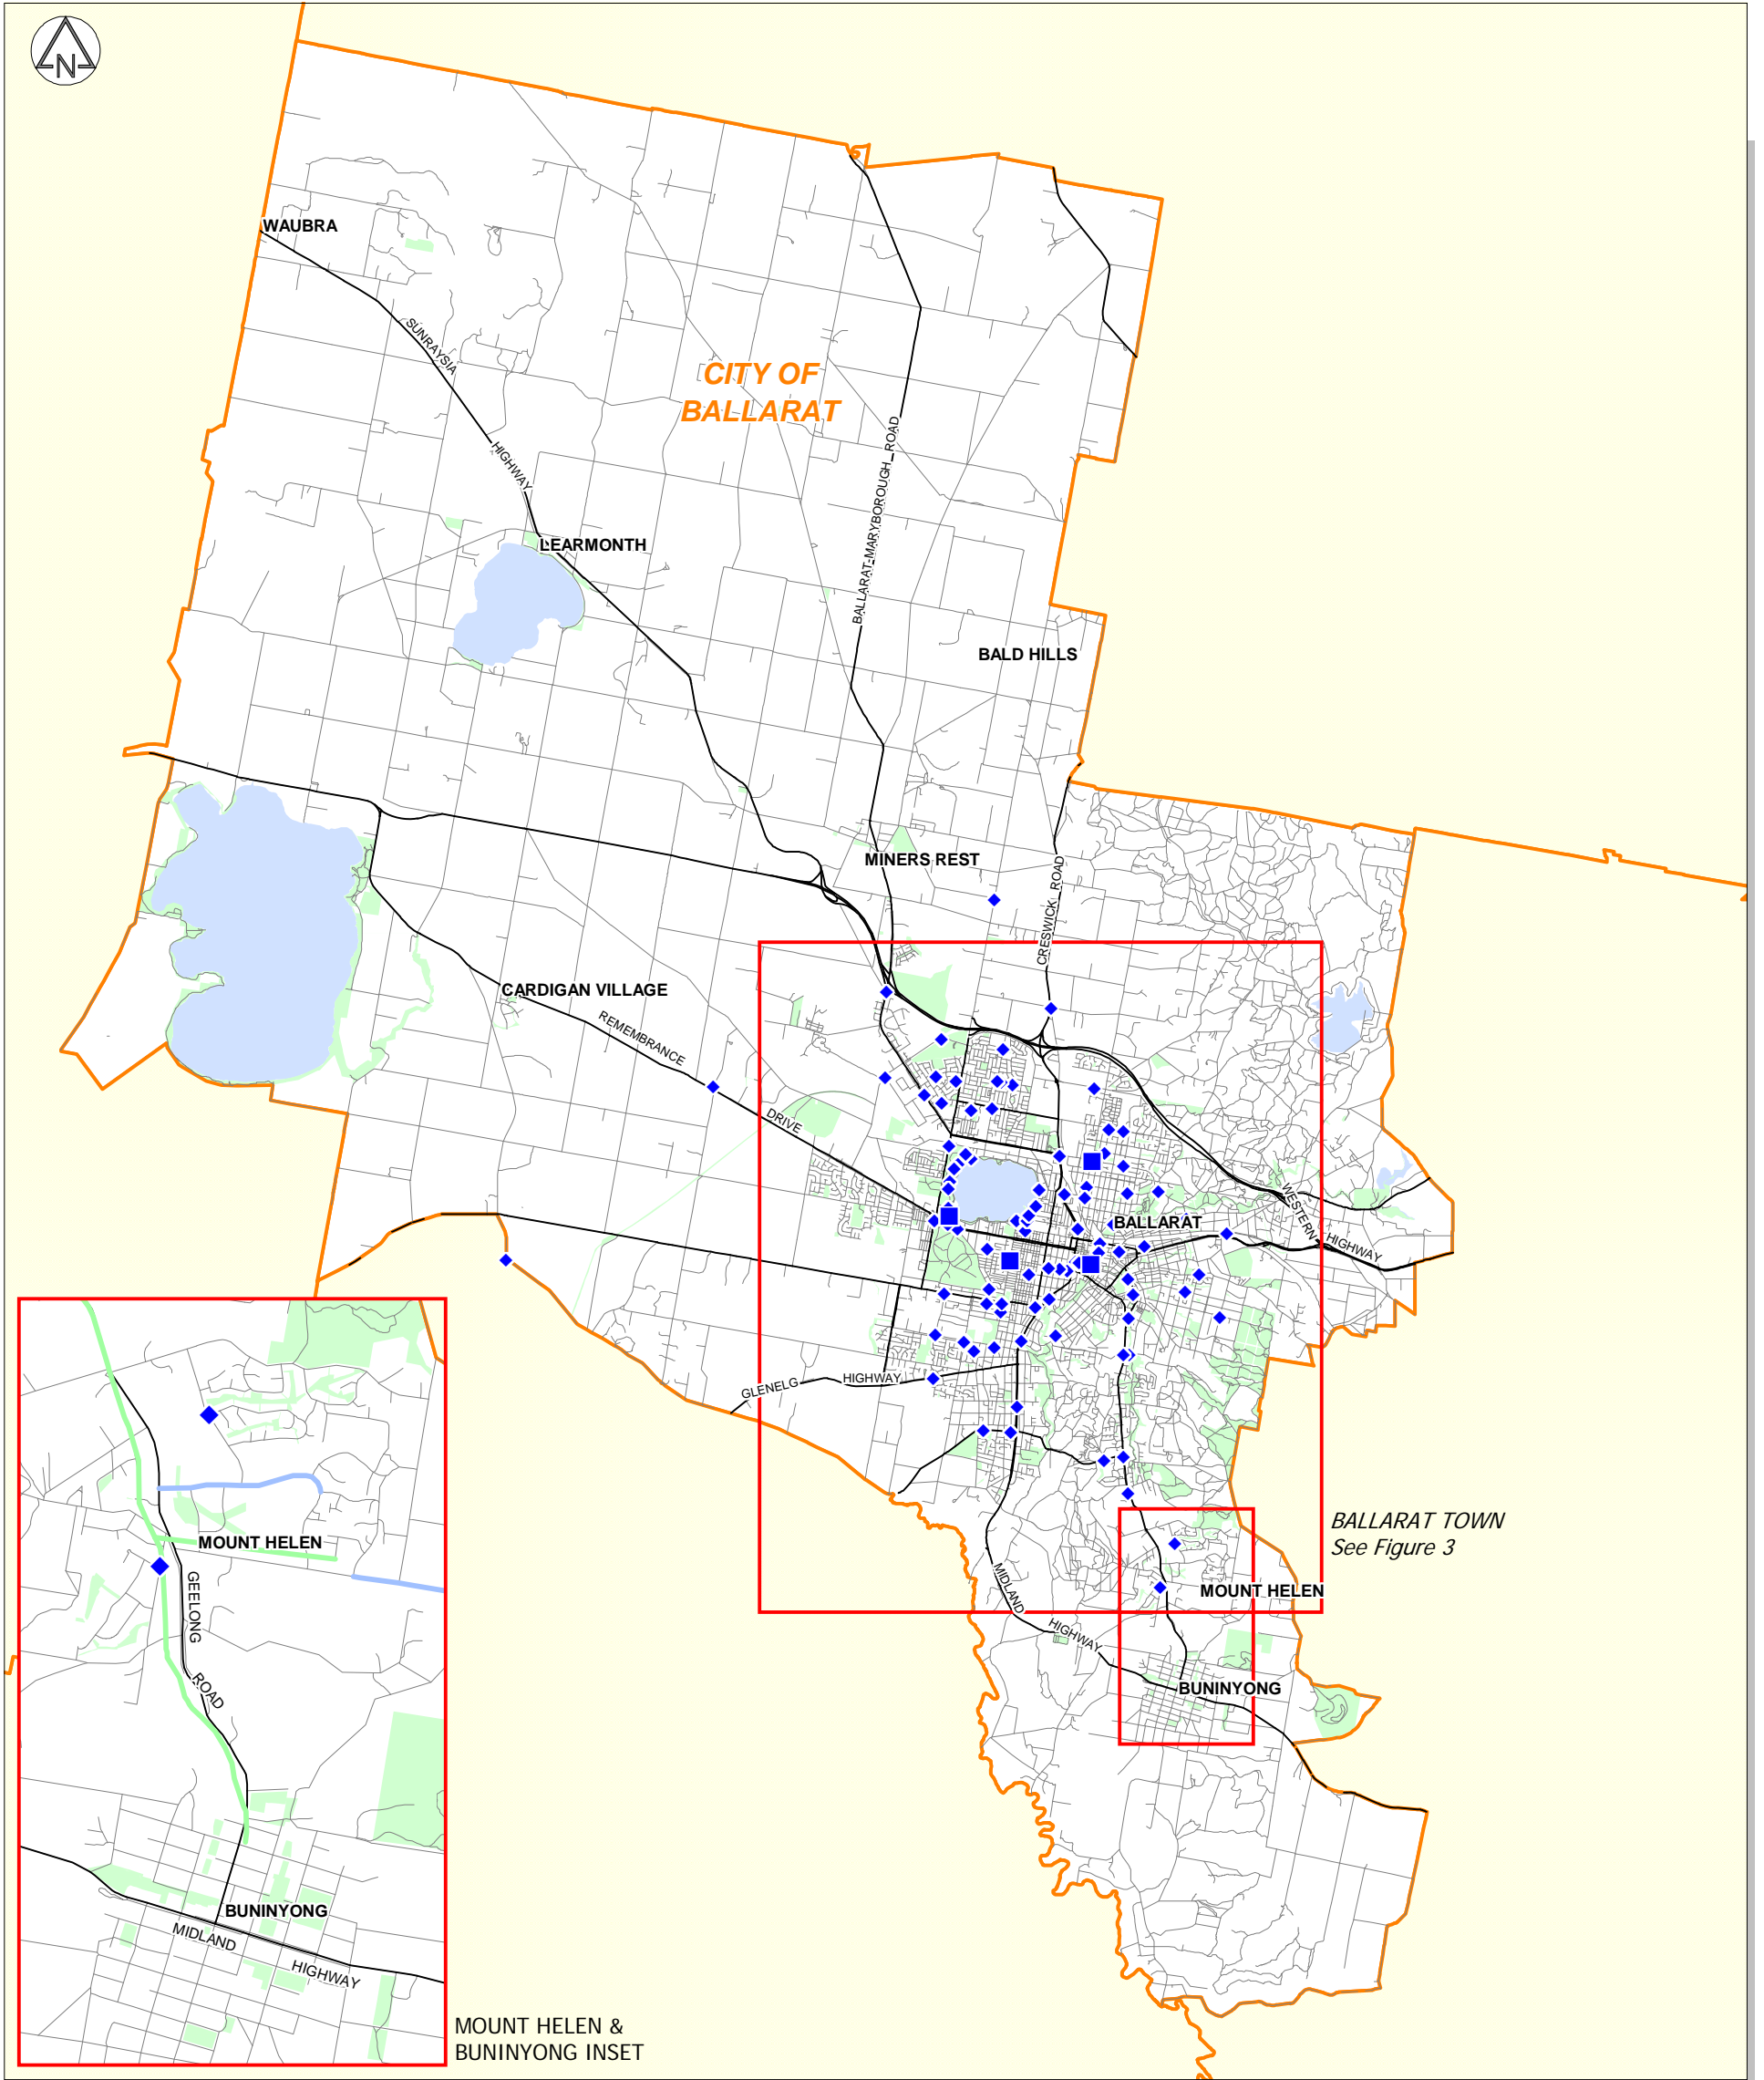 N
WAUBRA
SUNRAYSIA
HIGHWAY
CITY OF
BALLARAT
BALLARAT-MARYBOROUGH ROAD
LEARMONTH
BALD HILLS
MINERS REST
CRESWICK ROAD
CARDIGAN VILLAGE
REMEMBRANCE
DRIVE
BALLARAT
WESTERN
HIGHWAY
GLENELG
HIGHWAY
BALLARAT TOWN
See Figure 3
MOUNT HELEN
MIDLAND
HIGHWAY
BUNINYONG
MOUNT HELEN
GEELONG
ROAD
BUNINYONG
MIDLAND
HIGHWAY
MOUNT HELEN &
BUNINYONG INSET